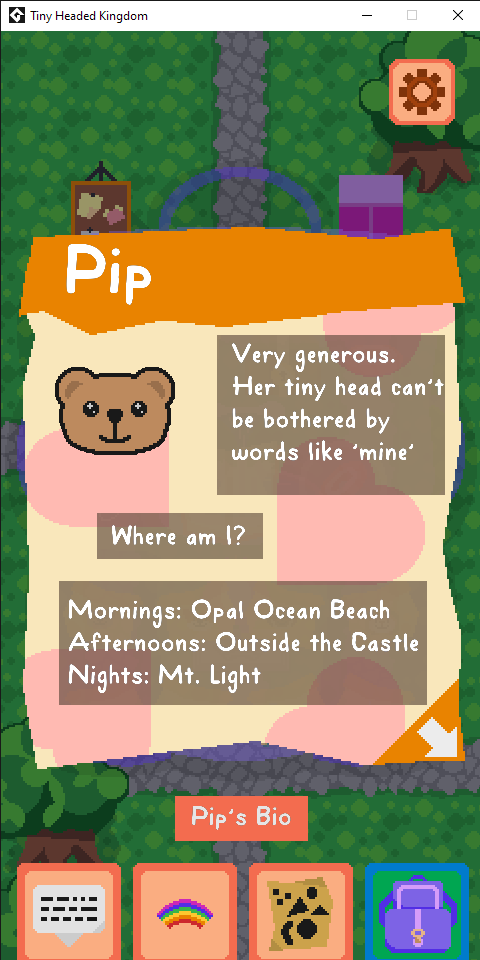 Tiny Headed Kingdom
Pip
Very generous.
Her tiny head can't
be bothered by
words like 'mine'
Where am I?
Mornings: Opal Ocean Beach
Afternoons: Outside the Castle
Nights: Mt. Light
Pip's Bio